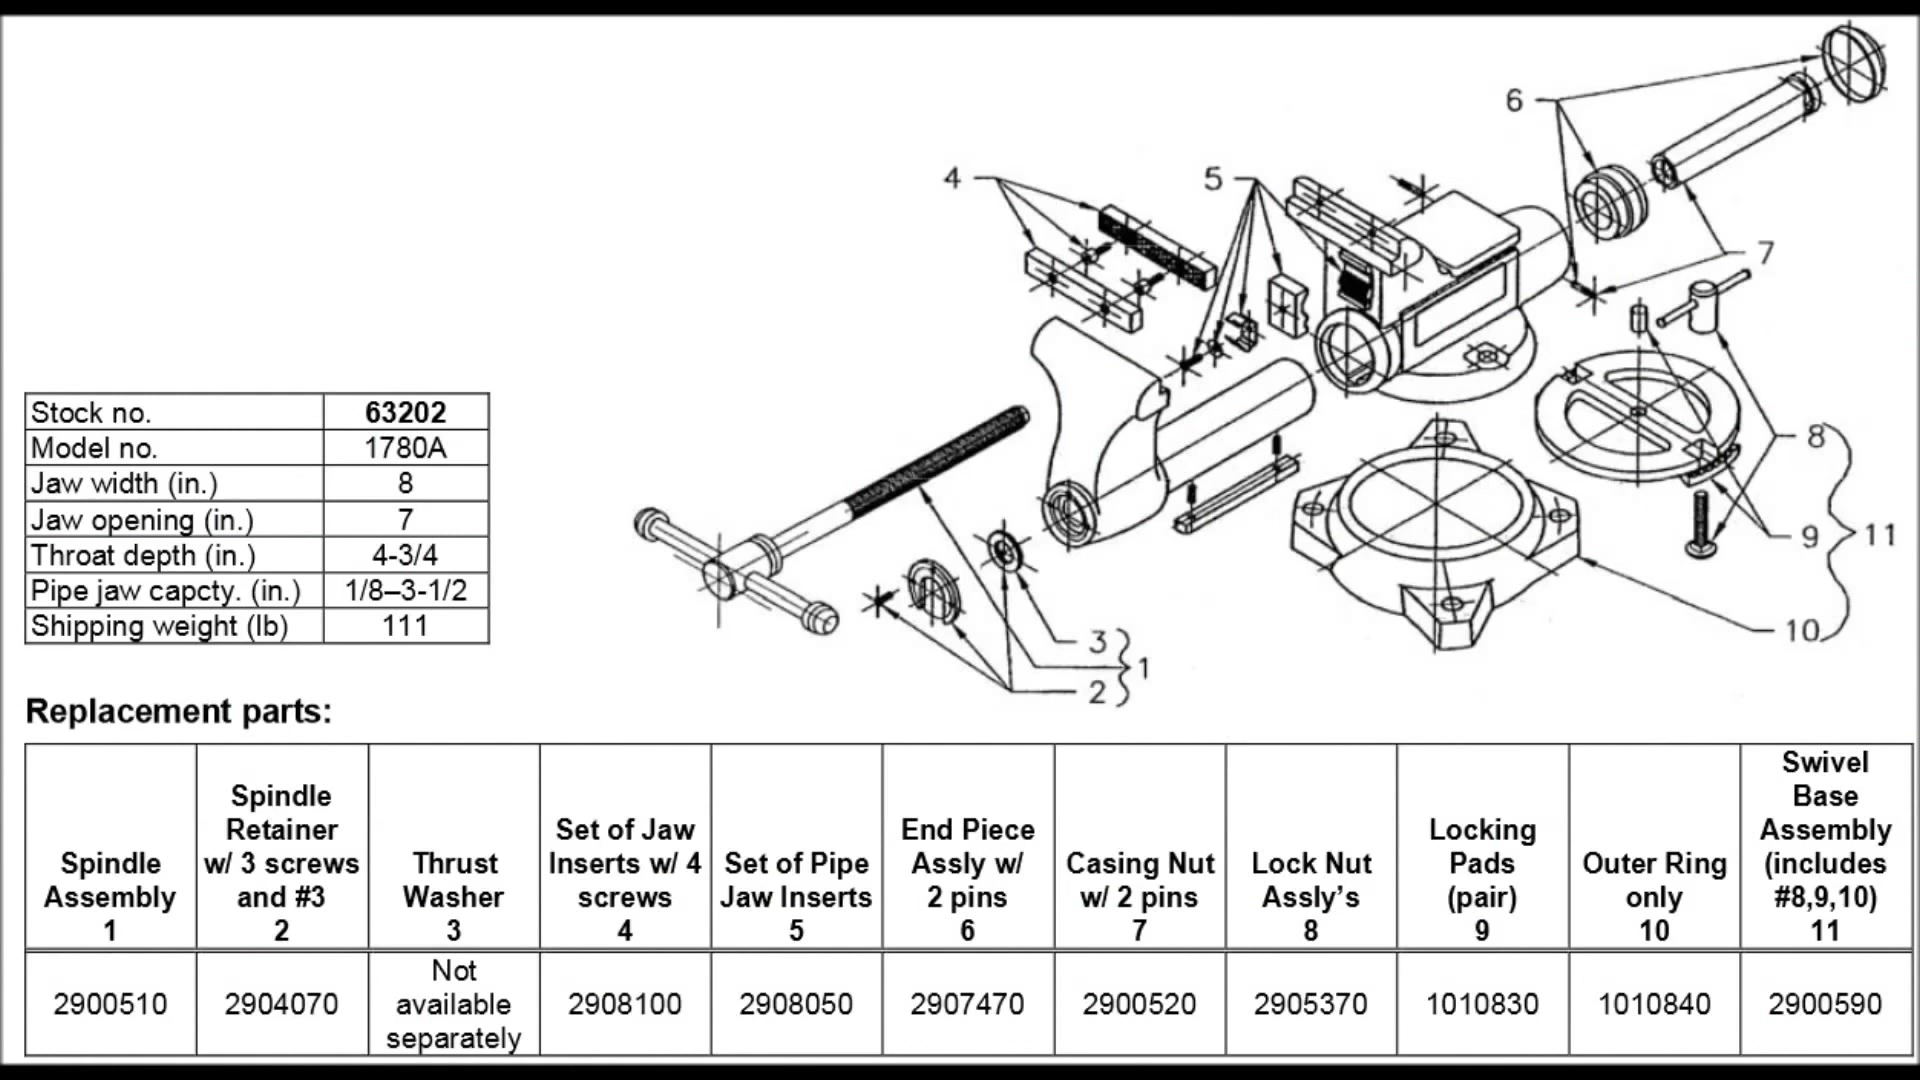 6
4
5
7
8
9
11
10
3
1
2
Stock no. 63202
Model no. 1780A
Jaw width (in.) 8
Jaw opening (in.) 7
Throat depth (in.) 4-3/4
Pipe jaw capcty. (in.) 1/8–3-1/2
Shipping weight (lb) 111
Replacement parts:
Spindle
Assembly
1
Spindle
Retainer
w/ 3 screws
and #3
2
Thrust
Washer
3
Set of Jaw
Inserts w/ 4
screws
4
Set of Pipe
Jaw Inserts
5
End Piece
Assly w/
2 pins
6
Casing Nut
w/ 2 pins
7
Lock Nut
Assly's
8
Locking
Pads
(pair)
9
Outer Ring
only
10
Swivel
Base
Assembly
(includes
#8,9,10)
11
2900510
2904070
Not
available
separately
2908100
2908050
2907470
2900520
2905370
1010830
1010840
2900590